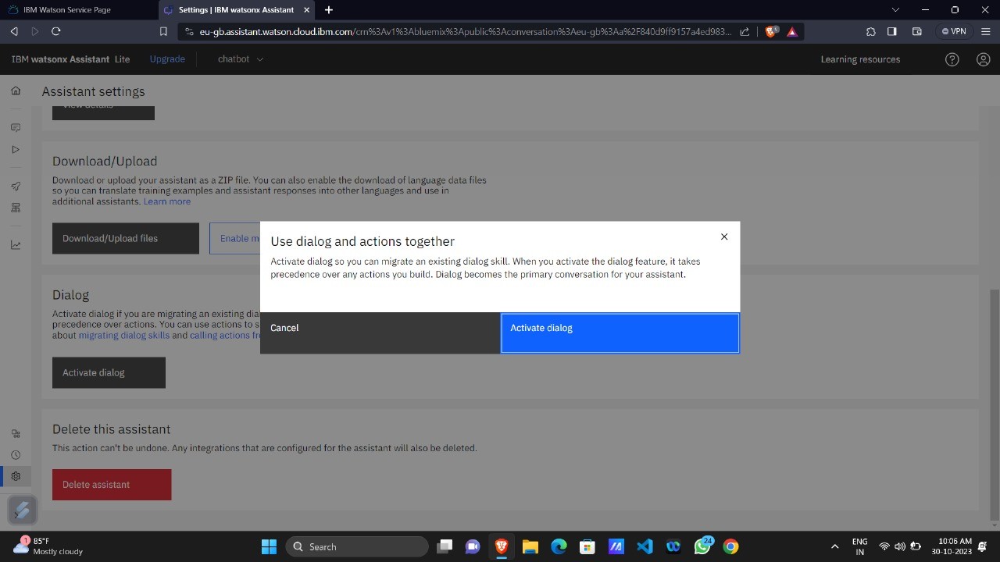 IBM Watson Service Page
Settings | IBM watsonx Assistant
eu-gb.assistant.watson.cloud.ibm.com/crn%3Av1%3Abluemix%3Apublic%3Aconversation%3Aeu-gb%3Aa%2F840d9ff9157a4ed983...
5
VPN
IBM watsonx Assistant Lite
Upgrade
chatbot
Learning resources
Assistant settings
View details
Download/Upload
Download or upload your assistant as a ZIP file. You can also enable the download of language data files
so you can translate training examples and assistant responses into other languages and use in
additional assistants. Learn more
Download/Upload files
Enable m
Use dialog and actions together
Activate dialog so you can migrate an existing dialog skill. When you activate the dialog feature, it takes
precedence over any actions you build. Dialog becomes the primary conversation for your assistant.
Cancel
Activate dialog
Dialog
Activate dialog if you are migrating an existing dia
precedence over actions. You can use actions to s
about migrating dialog skills and calling actions fr
Activate dialog
Delete this assistant
This action can't be undone. Any integrations that are configured for the assistant will also be deleted.
Delete assistant
1
85°F
Mostly cloudy
Search
24
ENG
IN
10:06 AM
30-10-2023